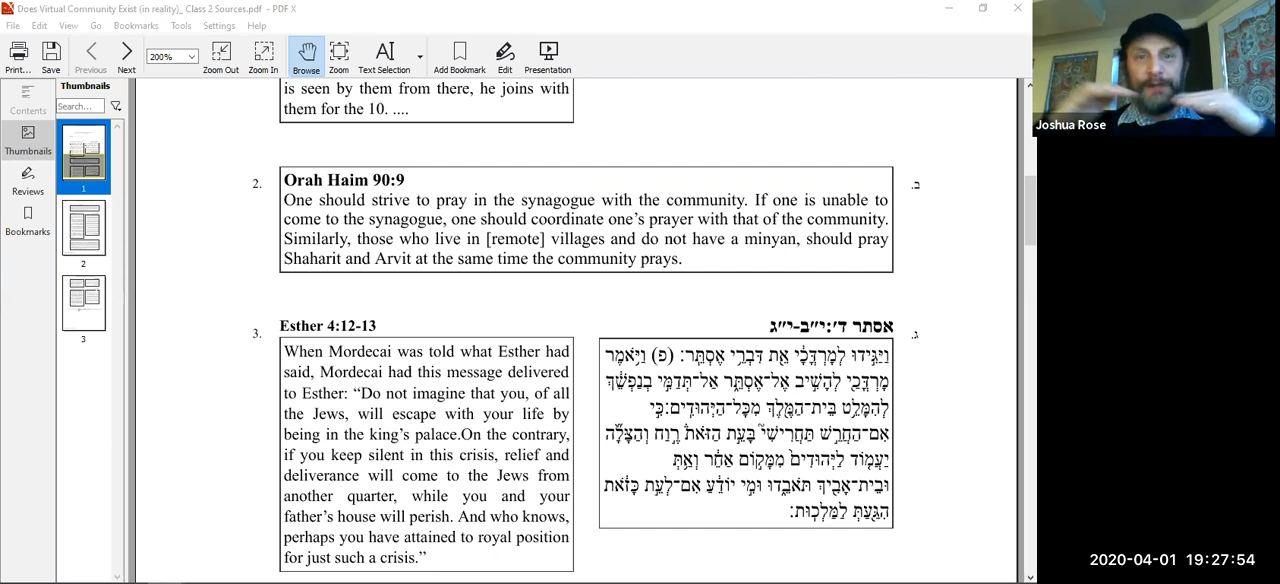 Does Virtual Community Exist (in reality)_ Class 2 Sources.pdf - PDF X
File Edit View Go Bookmarks Tools Settings Help
Print... Save Previous Next 200% Zoom Out Zoom In Browse Zoom Text Selection Add Bookmark Edit Presentation
Contents
Thumbnails
Reviews
Bookmarks
Thumbnails
Search...
1
2
3
is seen by them from there, he joins with
them for the 10. ....
2.
Orah Haim 90:9
ב.
One should strive to pray in the synagogue with the community. If one is unable to
come to the synagogue, one should coordinate one's prayer with that of the community.
Similarly, those who live in [remote] villages and do not have a minyan, should pray
Shaharit and Arvit at the same time the community prays.
3.
Esther 4:12-13
When Mordecai was told what Esther had
said, Mordecai had this message delivered
to Esther: “Do not imagine that you, of all
the Jews, will escape with your life by
being in the king's palace.On the contrary,
if you keep silent in this crisis, relief and
deliverance will come to the Jews from
another quarter, while you and your
father's house will perish. And who knows,
perhaps you have attained to royal position
for just such a crisis.”
אסתר ד׳:י״ב-י״ג
ג.
וַיַּגִּ֣ידוּ לְמָרְדֳּכָ֔י אֵ֖ת דִּבְרֵ֥י אֶסְתֵּֽר׃ (פ) וַיֹּ֥אמֶר
מָרְדֳּכַ֖י לְהָשִׁ֣יב אֶל־אֶסְתֵּ֑ר אַל־תְּדַמִּ֣י בְנַפְשֵׁ֔ךְ
לְהִמָּלֵ֥ט בֵּית־הַמֶּ֖לֶךְ מִכָּל־הַיְּהוּדִֽים׃ כִּ֣י
אִם־הַחֲרֵ֣שׁ תַּחֲרִישִׁי֮ בָּעֵ֣ת הַזֹּאת֒ רֶ֣וַח וְהַצָּלָ֞ה
יַעֲמ֤וֹד לַיְּהוּדִים֙ מִמָּק֣וֹם אַחֵ֔ר וְאַ֥תְּ
וּבֵית־אָבִ֖יךְ תֹּאבֵ֑דוּ וּמִ֣י יוֹדֵ֔עַ אִם־לְעֵ֣ת כָּזֹ֔את
הִגַּ֖עַתְּ לַמַּלְכֽוּת׃
Joshua Rose
2020-04-01 19:27:54